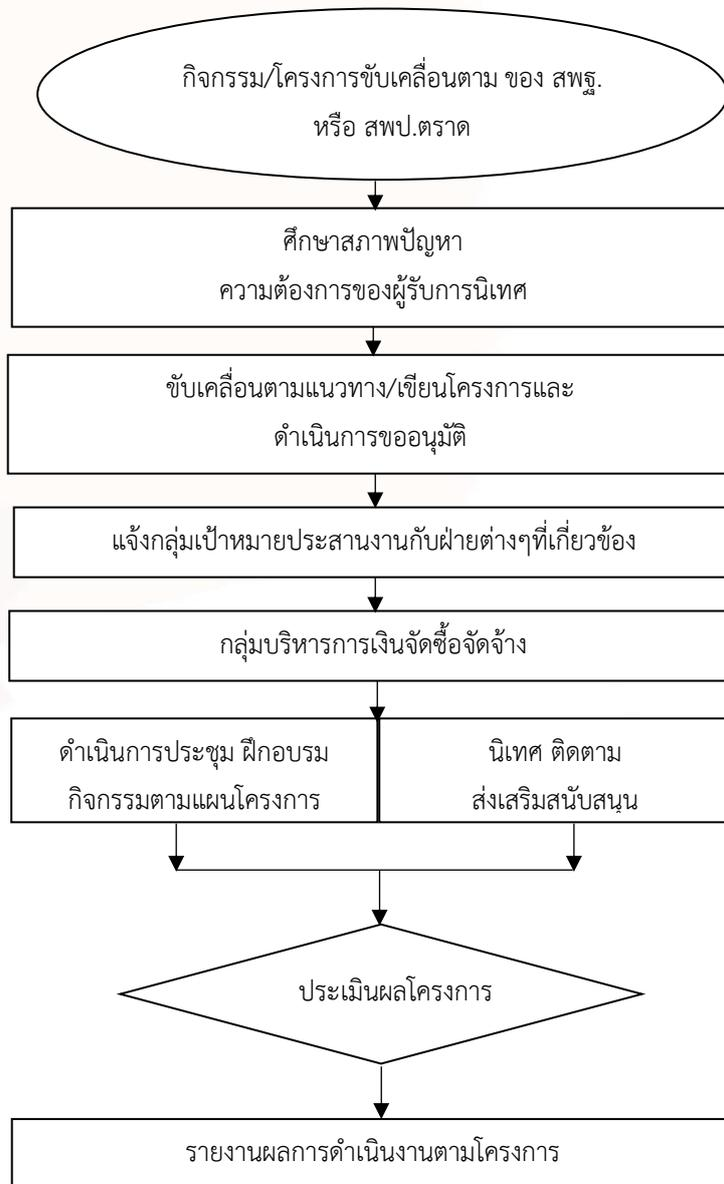 กิจกรรม/โครงการขับเคลื่อนตาม ของ สพฐ.
หรือ สพป.ตราด
ศึกษาสภาพปัญหา
ความต้องการของผู้รับการนิเทศ
ขับเคลื่อนตามแนวทาง/เขียนโครงการและ
ดำเนินการขออนุมัติ
แจ้งกลุ่มเป้าหมายประสานงานกับฝ่ายต่างๆที่เกี่ยวข้อง
กลุ่มบริหารการเงินจัดซื้อจัดจ้าง
ดำเนินการประชุม ฝึกอบรม
กิจกรรมตามแผนโครงการ
นิเทศ ติดตาม
ส่งเสริมสนับสนุน
ประเมินผลโครงการ
รายงานผลการดำเนินงานตามโครงการ